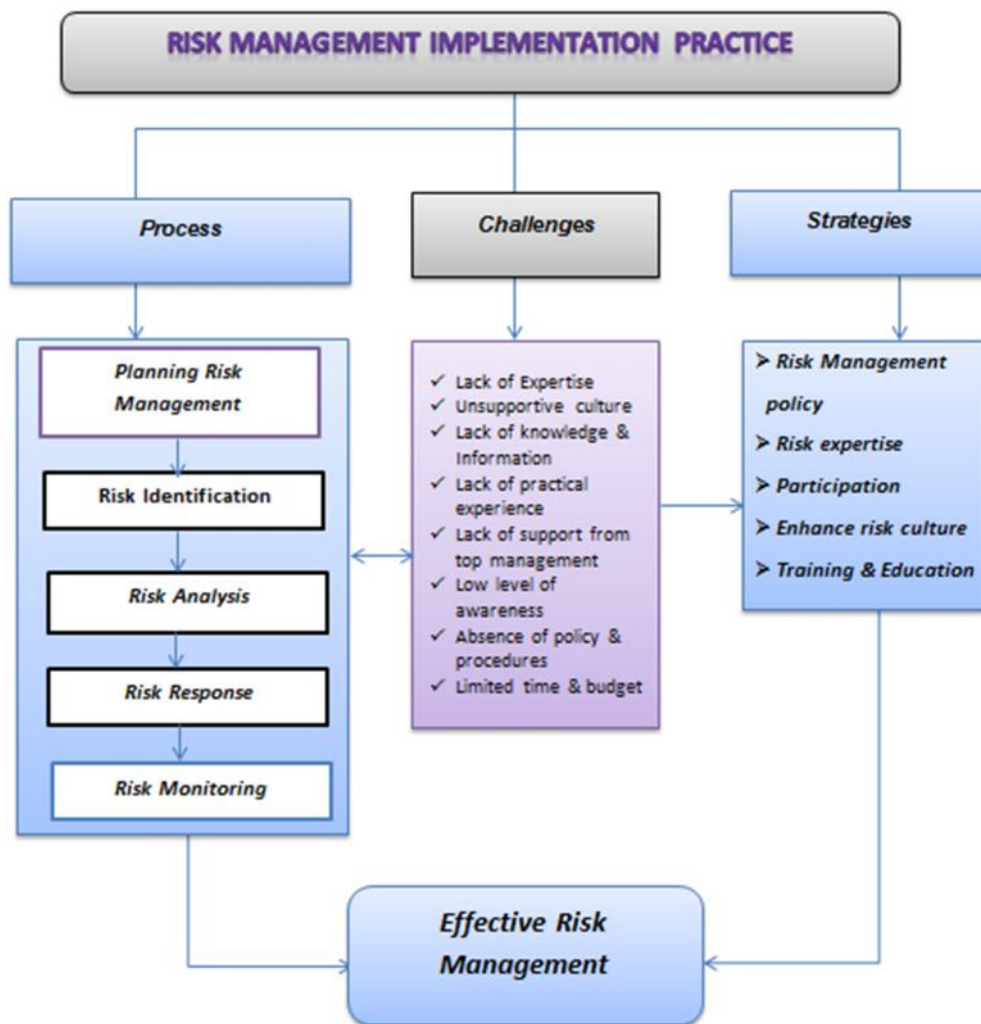 RISK MANAGEMENT IMPLEMENTATION PRACTICE
Process
Challenges
Strategies
Planning Risk
Management
Risk Identification
Risk Analysis
Risk Response
Risk Monitoring
✓ Lack of Expertise
✓ Unsupportive culture
✓ Lack of knowledge &
Information
✓ Lack of practical
experience
✓ Lack of support from
top management
✓ Low level of
awareness
✓ Absence of policy &
procedures
✓ Limited time & budget
➢ Risk Management
policy
➢ Risk expertise
➢ Participation
➢ Enhance risk culture
➢ Training & Education
Effective Risk
Management